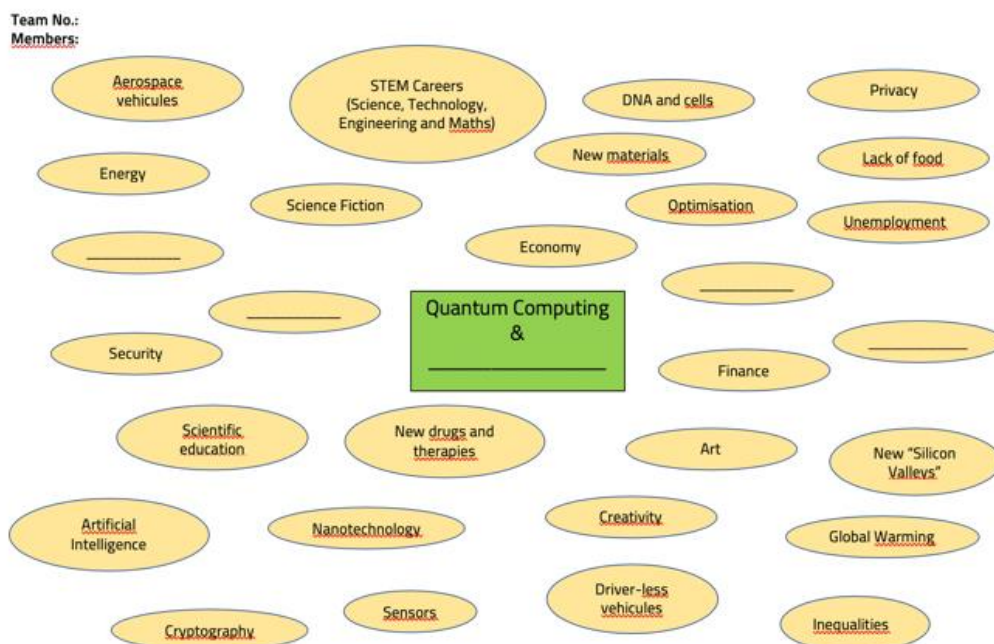 Team No.:
Members:
Aerospace
vehicules
STEM Careers
(Science, Technology,
Engineering and Maths)
DNA and cells
Privacy
New materials
Lack of food
Energy
Science Fiction
Optimisation
Unemployment
Economy
Quantum Computing
&
Security
Finance
Scientific
education
New drugs and
therapies
Art
New "Silicon
Valleys"
Artificial
Intelligence
Nanotechnology
Creativity
Global Warming
Driver-less
vehicules
Sensors
Cryptography
Inequalities